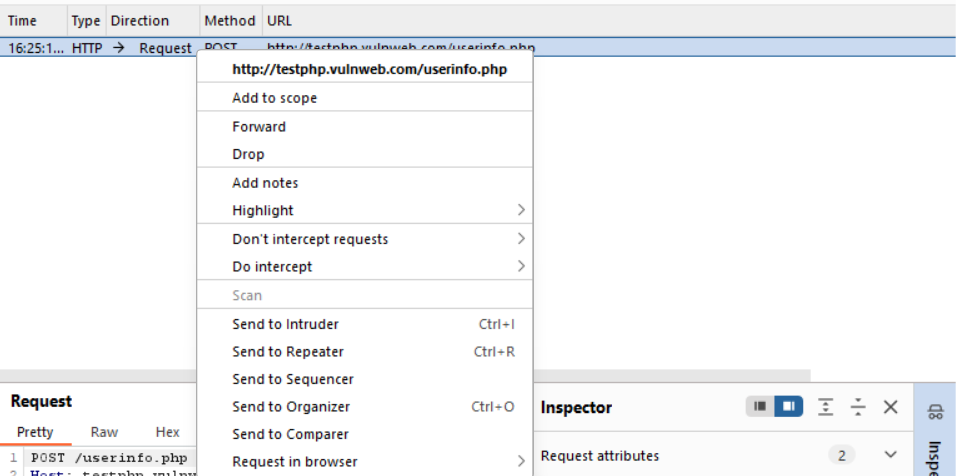 Time Type Direction Method URL
16:25:1... HTTP → Request POST http://testphp.vulnweb.com/userinfo.php
http://testphp.vulnweb.com/userinfo.php
Add to scope
Forward
Drop
Add notes
Highlight
Don't intercept requests
Do intercept
Scan
Send to Intruder Ctrl+I
Send to Repeater Ctrl+R
Send to Sequencer
Send to Organizer Ctrl+O
Send to Comparer
Request in browser
Request
Pretty Raw Hex
1 POST /userinfo.php
2 Host: testphp.vulnw
Inspector
Request attributes 2
Inspe